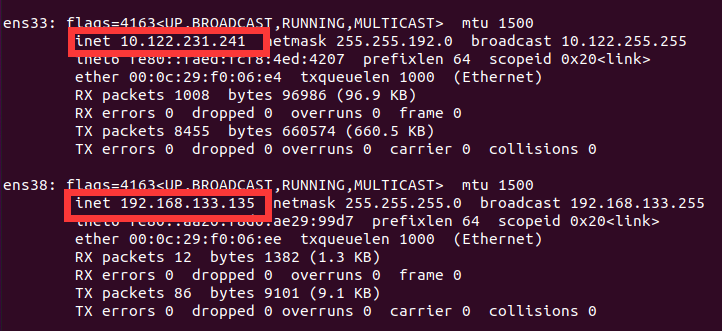 ens33: flags=4163<UP,BROADCAST,RUNNING,MULTICAST>  mtu 1500
inet 10.122.231.241  netmask 255.255.192.0  broadcast 10.122.255.255
inet6 fe80::faed:fcf8:4ed:4207  prefixlen 64  scopeid 0x20<link>
ether 00:0c:29:f0:06:e4  txqueuelen 1000  (Ethernet)
RX packets 1008  bytes 96986 (96.9 KB)
RX errors 0  dropped 0  overruns 0  frame 0
TX packets 8455  bytes 660574 (660.5 KB)
TX errors 0  dropped 0 overruns 0  carrier 0  collisions 0
ens38: flags=4163<UP,BROADCAST,RUNNING,MULTICAST>  mtu 1500
inet 192.168.133.135  netmask 255.255.255.0  broadcast 192.168.133.255
prefixlen 64  scopeid 0x20<link>
ether 00:0c:29:f0:06:ee  txqueuelen 1000  (Ethernet)
RX packets 12  bytes 1382 (1.3 KB)
RX errors 0  dropped 0  overruns 0  frame 0
TX packets 86  bytes 9101 (9.1 KB)
TX errors 0  dropped 0 overruns 0  carrier 0  collisions 0